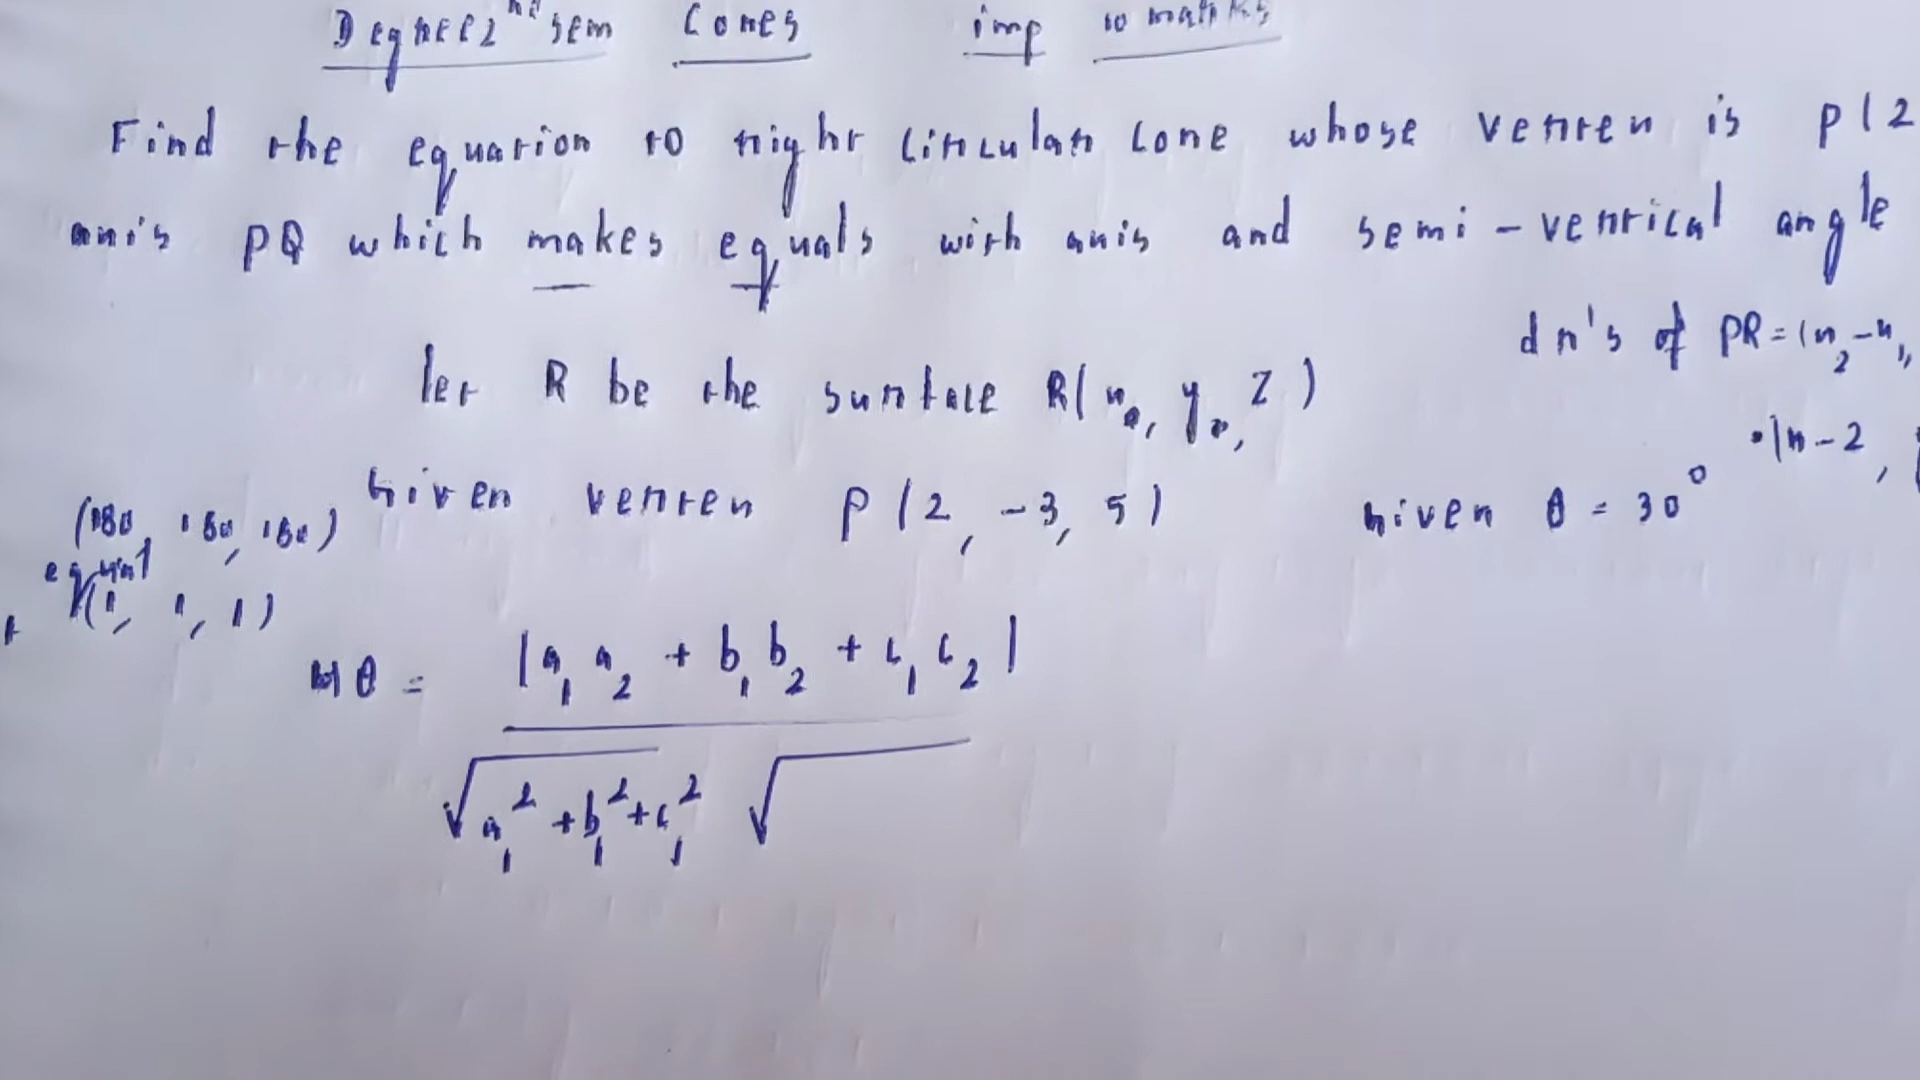 Degree 2nd sem Cones imp 10 marks
Find the equation to right circular cone whose vertex is P(2
axis PQ which makes equals with axis and semi-vertical angle
dr's of PR = (x₂-x₁,
let R be the surface R(x, y, z)
•(x-2,
(180, 180, 180) Given vertex P(2, -3, 5) Given θ = 30°
equal
(1, 1, 1)
θ = |a₁a₂ + b₁b₂ + c₁c₂|
√a₁² + b₁² + c₁² √